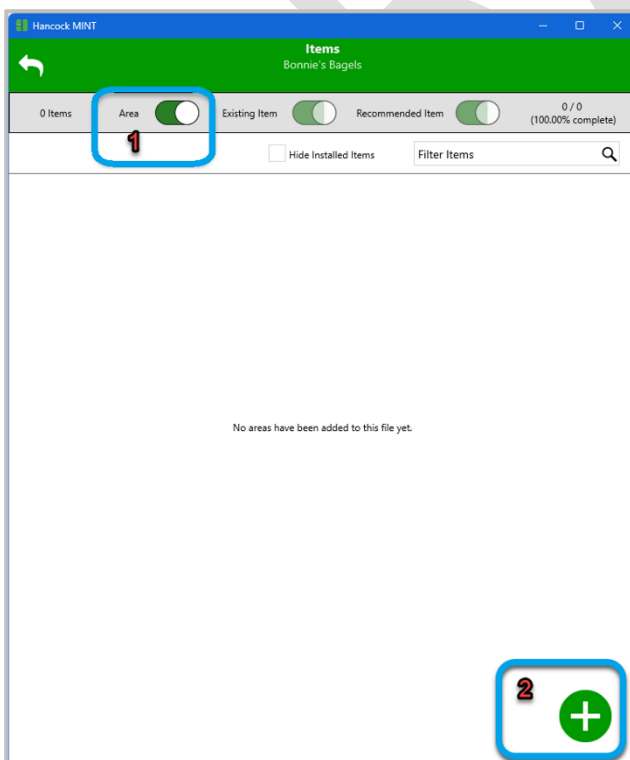 Hancock MINT
Items
Bonnie's Bagels
0 Items Area Existing Item Recommended Item 0 / 0
(100.00% complete)
1
Hide Installed Items Filter Items
No areas have been added to this file yet.
2